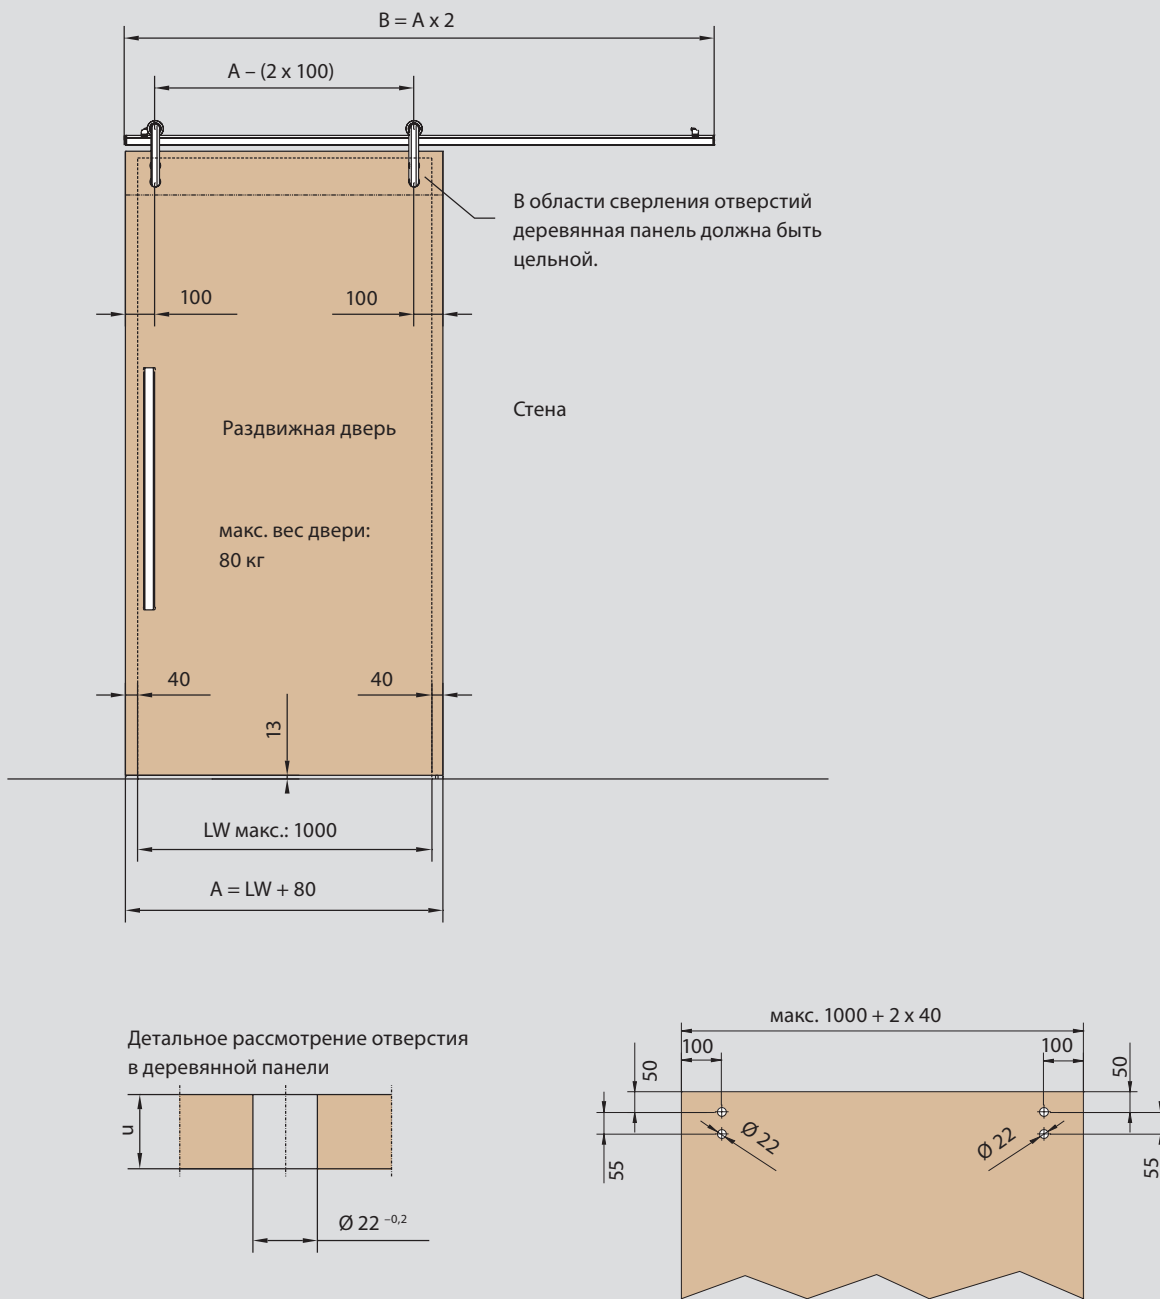 B = A x 2
A – (2 x 100)
В области сверления отверстий
деревянная панель должна быть
цельной.
100
100
Стена
Раздвижная дверь
макс. вес двери:
80 кг
40
40
13
LW макс.: 1000
A = LW + 80
Детальное рассмотрение отверстия
в деревянной панели
u
Ø 22 –0,2
макс. 1000 + 2 x 40
100
100
50
50
Ø 22
Ø 22
55
55